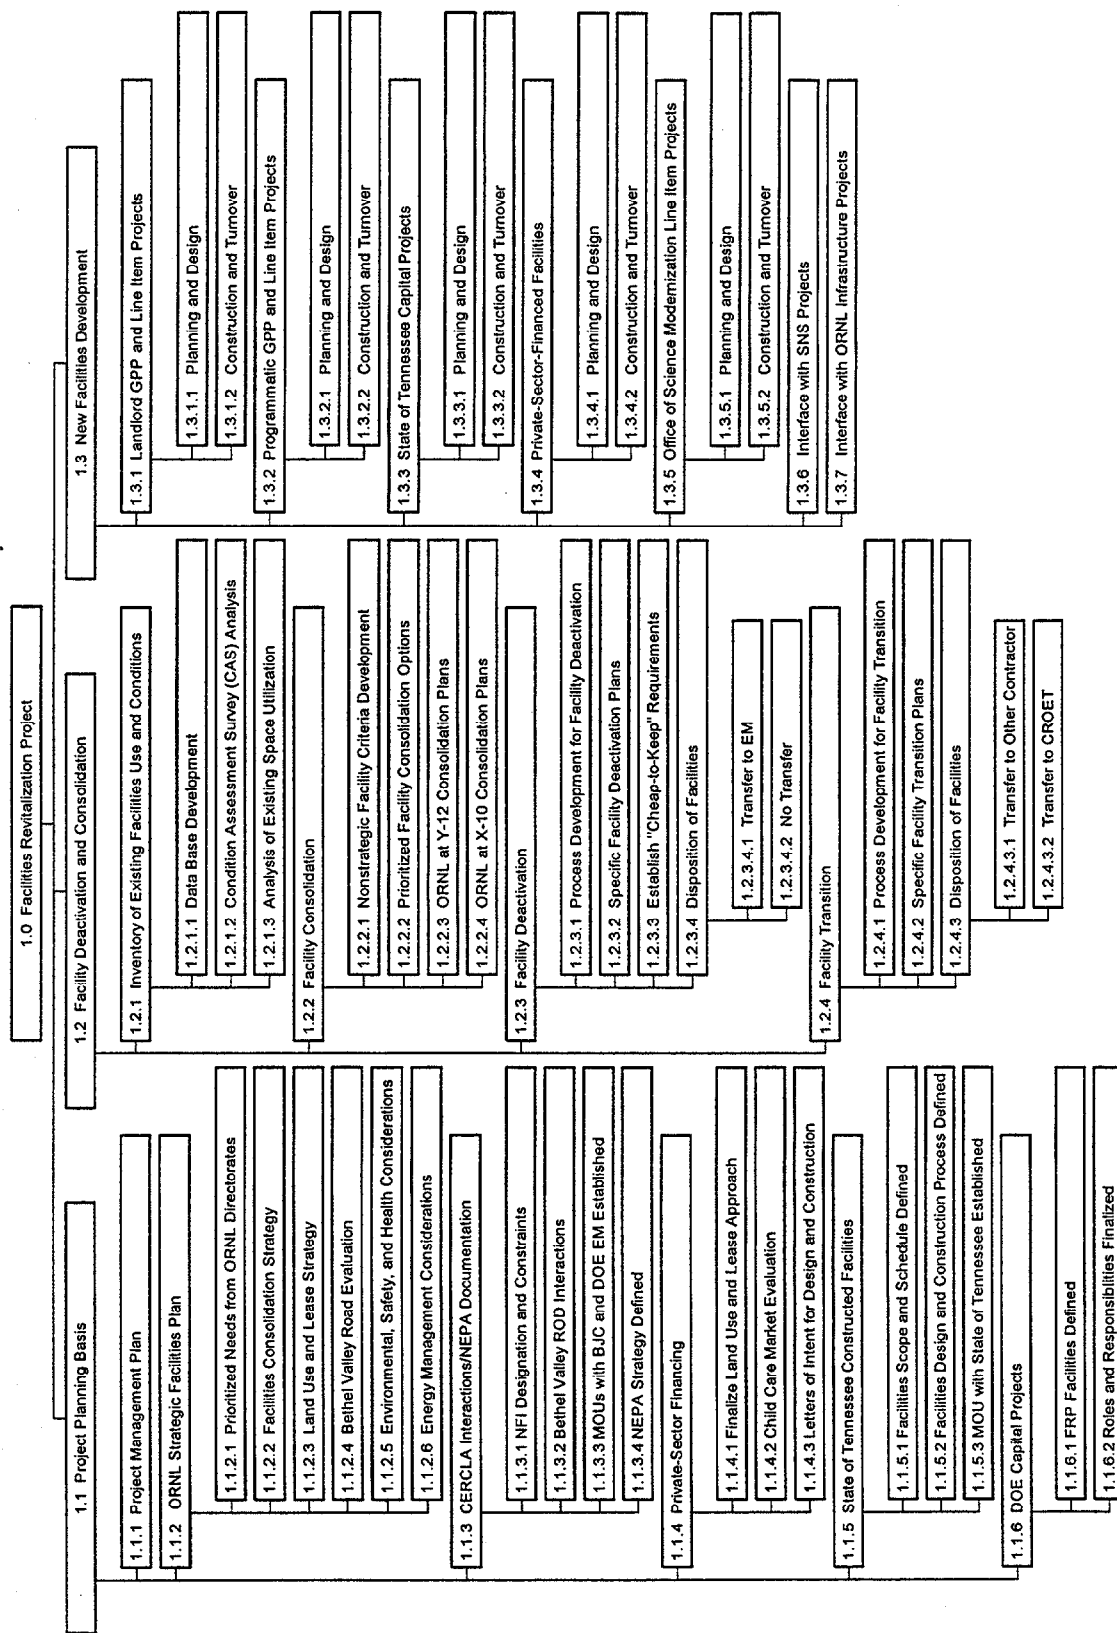 1.0 Facilities Revitalization Project
1.1 Project Planning Basis
1.1.1 Project Management Plan
1.1.2 ORNL Strategic Facilities Plan
1.1.2.1 Prioritized Needs from ORNL Directorates
1.1.2.2 Facilities Consolidation Strategy
1.1.2.3 Land Use and Lease Strategy
1.1.2.4 Bethel Valley Road Evaluation
1.1.2.5 Environmental, Safety, and Health Considerations
1.1.2.6 Energy Management Considerations
1.1.3 CERCLA Interactions/NEPA Documentation
1.1.3.1 NFI Designation and Constraints
1.1.3.2 Bethel Valley ROD Interactions
1.1.3.3 MOUs with BJC and DOE EM Established
1.1.3.4 NEPA Strategy Defined
1.1.4 Private-Sector Financing
1.1.4.1 Finalize Land Use and Lease Approach
1.1.4.2 Child Care Market Evaluation
1.1.4.3 Letters of Intent for Design and Construction
1.1.5 State of Tennessee Constructed Facilities
1.1.5.1 Facilities Scope and Schedule Defined
1.1.5.2 Facilities Design and Construction Process Defined
1.1.5.3 MOU with State of Tennessee Established
1.1.6 DOE Capital Projects
1.1.6.1 FRP Facilities Defined
1.1.6.2 Roles and Responsibilities Finalized
1.2 Facility Deactivation and Consolidation
1.2.1 Inventory of Existing Facilities Use and Conditions
1.2.1.1 Data Base Development
1.2.1.2 Condition Assessment Survey (CAS) Analysis
1.2.1.3 Analysis of Existing Space Utilization
1.2.2 Facility Consolidation
1.2.2.1 Nonstrategic Facility Criteria Development
1.2.2.2 Prioritized Facility Consolidation Options
1.2.2.3 ORNL at Y-12 Consolidation Plans
1.2.2.4 ORNL at X-10 Consolidation Plans
1.2.3 Facility Deactivation
1.2.3.1 Process Development for Facility Deactivation
1.2.3.2 Specific Facility Deactivation Plans
1.2.3.3 Establish "Cheap-to-Keep" Requirements
1.2.3.4 Disposition of Facilities
1.2.3.4.1 Transfer to EM
1.2.3.4.2 No Transfer
1.2.4 Facility Transition
1.2.4.1 Process Development for Facility Transition
1.2.4.2 Specific Facility Transition Plans
1.2.4.3 Disposition of Facilities
1.2.4.3.1 Transfer to Other Contractor
1.2.4.3.2 Transfer to CROET
1.3 New Facilities Development
1.3.1 Landlord GPP and Line Item Projects
1.3.1.1 Planning and Design
1.3.1.2 Construction and Turnover
1.3.2 Programmatic GPP and Line Item Projects
1.3.2.1 Planning and Design
1.3.2.2 Construction and Turnover
1.3.3 State of Tennessee Capital Projects
1.3.3.1 Planning and Design
1.3.3.2 Construction and Turnover
1.3.4 Private-Sector-Financed Facilities
1.3.4.1 Planning and Design
1.3.4.2 Construction and Turnover
1.3.5 Office of Science Modernization Line Item Projects
1.3.5.1 Planning and Design
1.3.5.2 Construction and Turnover
1.3.6 Interface with SNS Projects
1.3.7 Interface with ORNL Infrastructure Projects